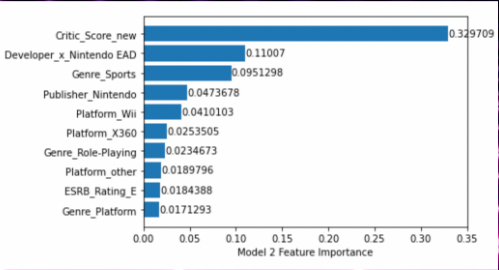 Critic_Score_new 0.329709
Developer_x_Nintendo EAD 0.11007
Genre_Sports 0.0951298
Publisher_Nintendo 0.0473678
Platform_Wii 0.0410103
Platform_X360 0.0253505
Genre_Role-Playing 0.0234673
Platform_other 0.0189796
ESRB_Rating_E 0.0184388
Genre_Platform 0.0171293
0.00 0.05 0.10 0.15 0.20 0.25 0.30 0.35
Model 2 Feature Importance